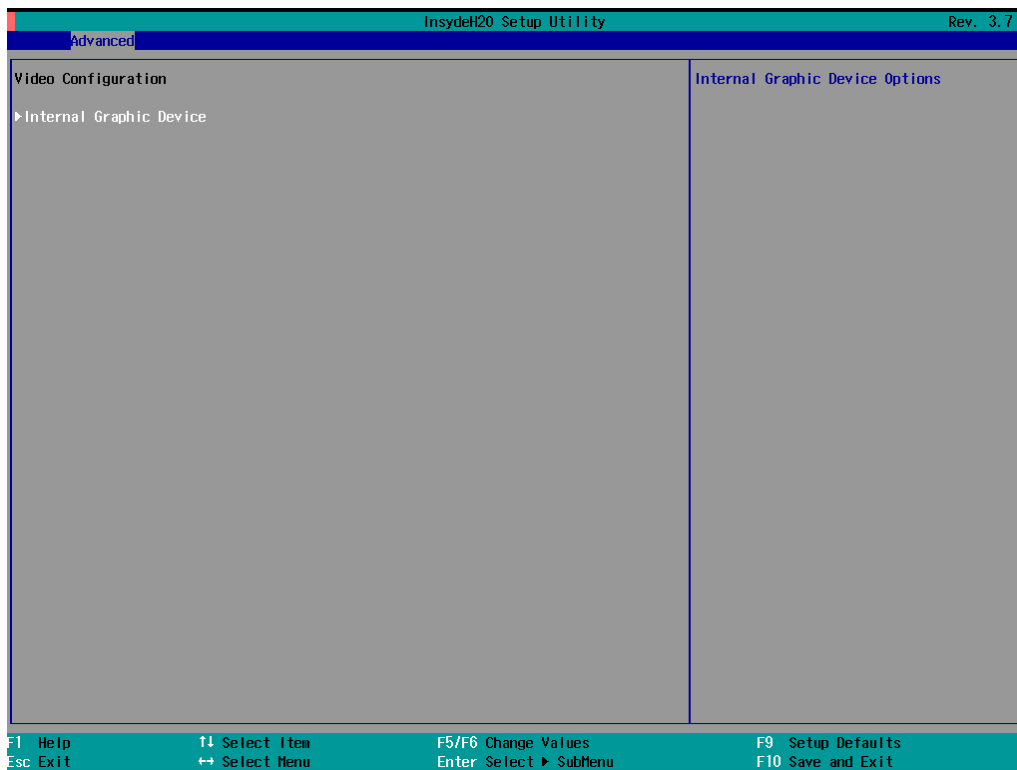 InsydeH2O Setup Utility Rev. 3.7
Advanced
Video Configuration
▶Internal Graphic Device
Internal Graphic Device Options
F1 Help ↑↓ Select Item F5/F6 Change Values F9 Setup Defaults
Esc Exit ↔ Select Menu Enter Select ▶ SubMenu F10 Save and Exit